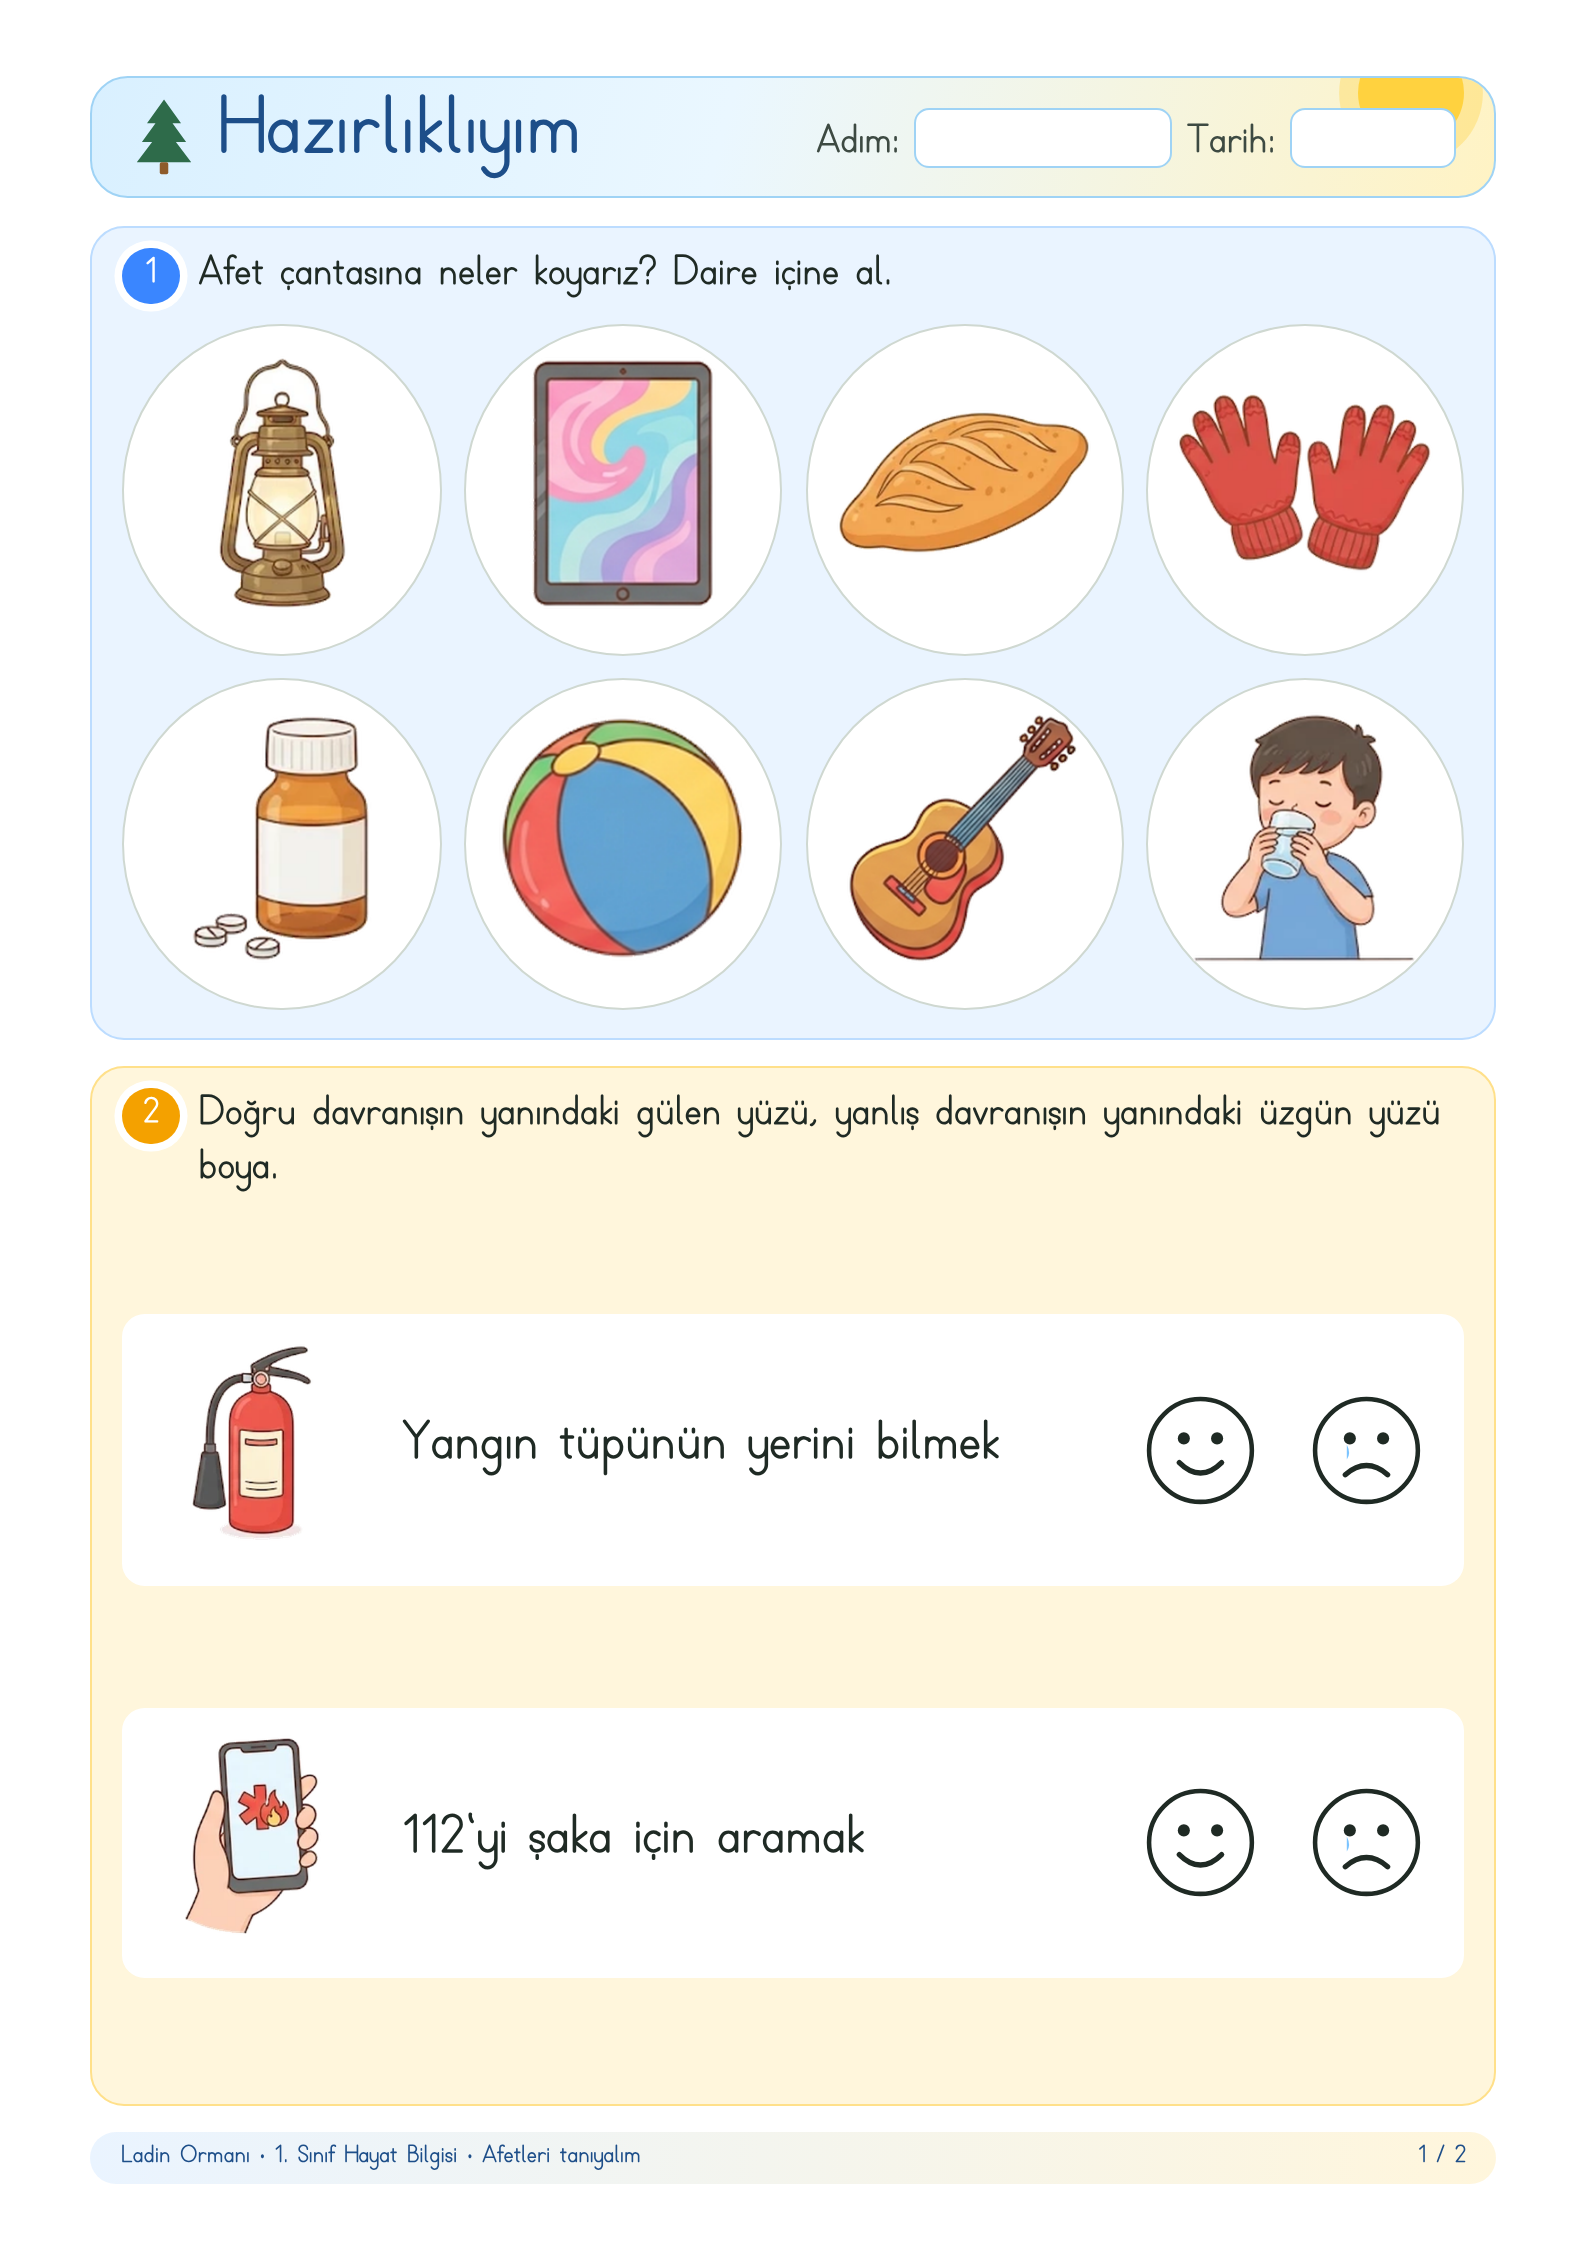 Hazırlıklıyım
Adım:
Tarih:
1
Afet çantasına neler koyarız? Daire içine al.
2
Doğru davranışın yanındaki gülen yüzü, yanlış davranışın yanındaki üzgün yüzü
boya.
Yangın tüpünün yerini bilmek
112‘yi şaka için aramak
Ladin Ormanı • 1. Sınıf Hayat Bilgisi • Afetleri tanıyalım
1 / 2